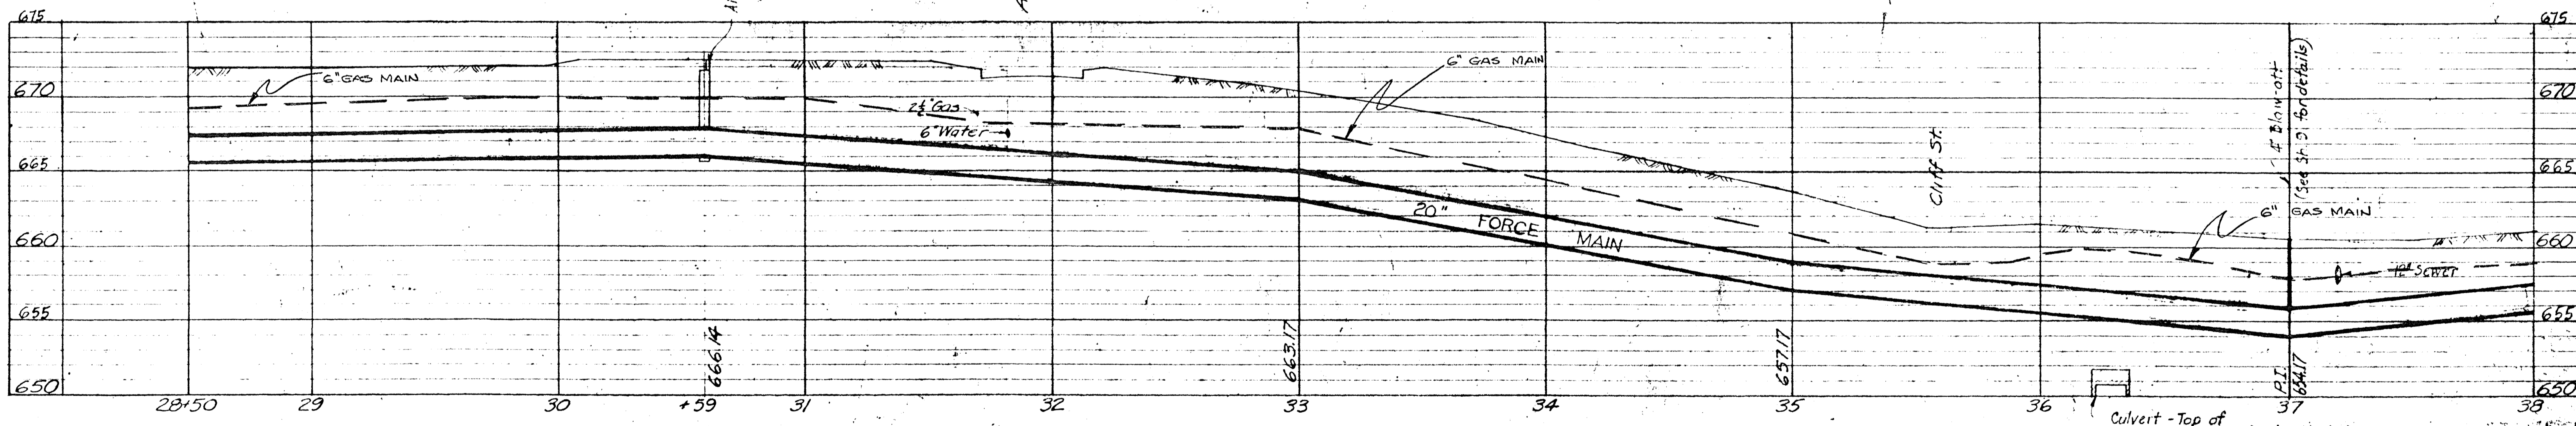 675
675
6" GAS MAIN
6" GAS MAIN
670
670
2½" Gas
6" Water
665
665
Cliff St.
4" Blow-off
(See Sh. 9 for details)
20" FORCE MAIN
6" GAS MAIN
660
660
12" Sewer
655
655
666.14
663.17
657.17
P.I.
654.17
650
650
28+50
29
30
+59
31
32
33
34
35
36
37
38
Culvert - Top of